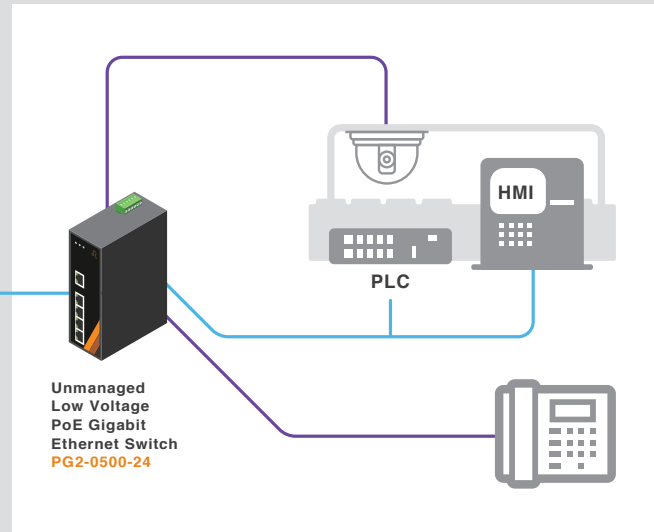 HMI
PLC
Unmanaged
Low Voltage
PoE Gigabit
Ethernet Switch
PG2-0500-24